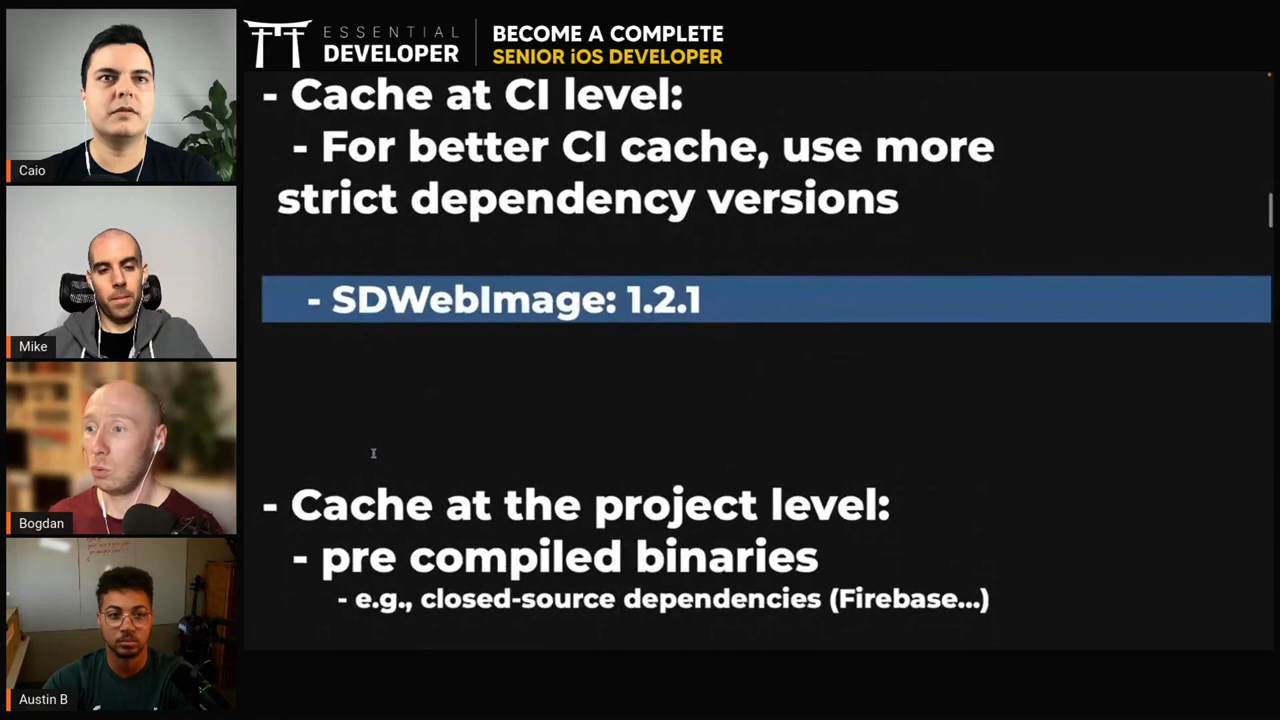 ESSENTIAL
DEVELOPER
BECOME A COMPLETE
SENIOR iOS DEVELOPER
- Cache at CI level:
- For better CI cache, use more
strict dependency versions
- SDWebImage: 1.2.1
- Cache at the project level:
- pre compiled binaries
- e.g., closed-source dependencies (Firebase...)
Caio
Mike
Bogdan
Austin B